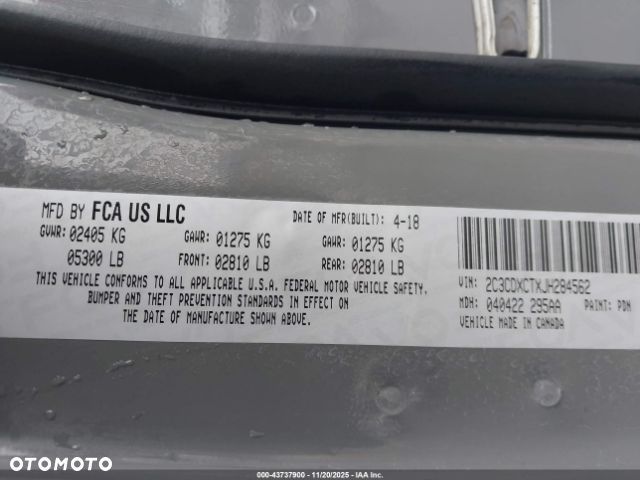 MFD BY FCA US LLC DATE OF MFR(BUILT): 4-18
GVWR: 02405 KG GAWR: 01275 KG GAWR: 01275 KG
05300 LB FRONT: 02810 LB REAR: 02810 LB
THIS VEHICLE CONFORMS TO ALL APPLICABLE U.S.A. FEDERAL MOTOR VEHICLE SAFETY,
BUMPER AND THEFT PREVENTION STANDARDS IN EFFECT ON
THE DATE OF MANUFACTURE SHOWN ABOVE.
VIN: 2C3CDXCTXJH284562
MDH: 040422 295AA PAINT: PDN
VEHICLE MADE IN CANADA
OTOMOTO
000-43737900 - 11/20/2025 - IAA Inc.